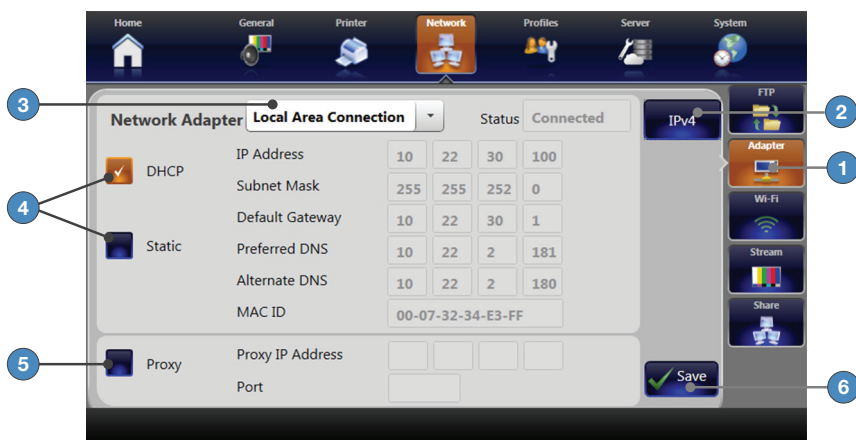 Home General Printer Network Profiles Server System
3 Network Adapter Local Area Connection Status Connected IPv4 2
FTP
Adapter 1
Wi-Fi
Stream
Share
4 DHCP
Static
IP Address 10 22 30 100
Subnet Mask 255 255 252 0
Default Gateway 10 22 30 1
Preferred DNS 10 22 2 181
Alternate DNS 10 22 2 180
MAC ID 00-07-32-34-E3-FF
5 Proxy Proxy IP Address
Port
Save 6